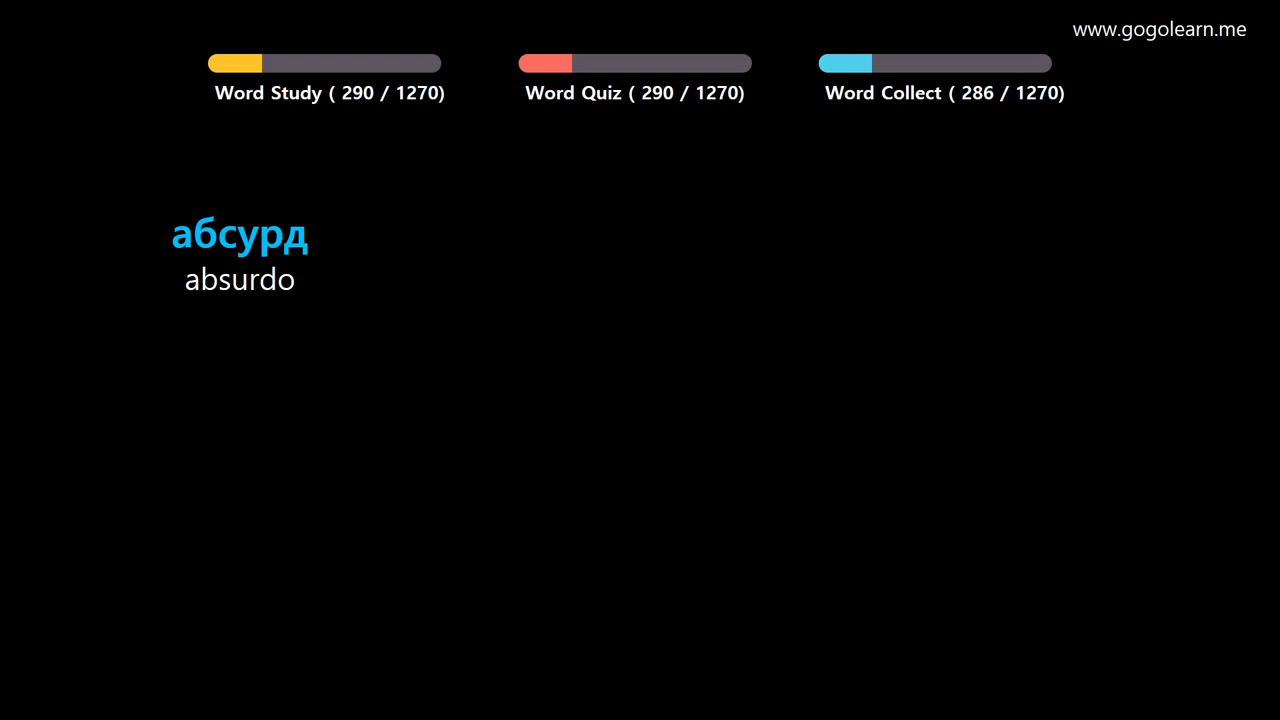 www.gogolearn.me
Word Study ( 290 / 1270)
Word Quiz ( 290 / 1270)
Word Collect ( 286 / 1270)
абсурд
absurdo